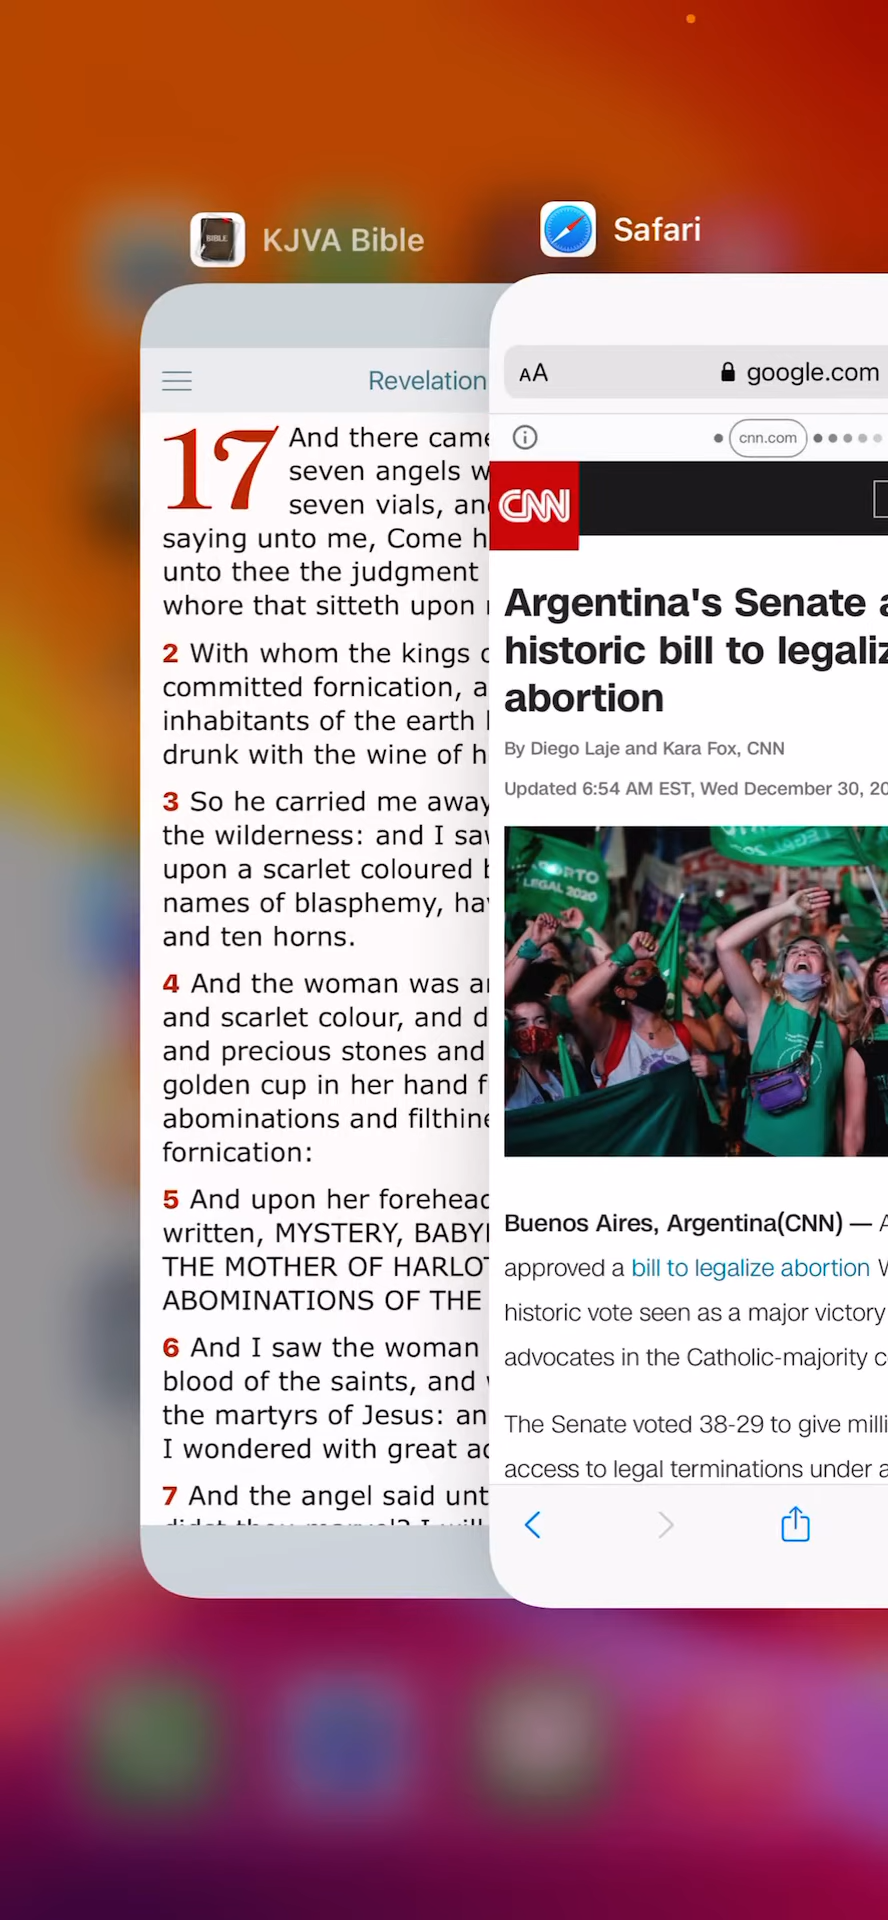 KJVA Bible
Revelation
17 And there came
seven angels w
seven vials, an
saying unto me, Come h
unto thee the judgment
whore that sitteth upon
2 With whom the kings
committed fornication, a
inhabitants of the earth
drunk with the wine of h
3 So he carried me away
the wilderness: and I saw
upon a scarlet coloured
names of blasphemy, hav
and ten horns.
4 And the woman was ar
and scarlet colour, and d
and precious stones and
golden cup in her hand f
abominations and filthine
fornication:
5 And upon her forehead
written, MYSTERY, BABYL
THE MOTHER OF HARLOT
ABOMINATIONS OF THE
6 And I saw the woman
blood of the saints, and
the martyrs of Jesus: an
I wondered with great ad
7 And the angel said unt
Safari
AA google.com
cnn.com
CNN
Argentina's Senate a
historic bill to legaliz
abortion
By Diego Laje and Kara Fox, CNN
Updated 6:54 AM EST, Wed December 30, 20
ORTO
LEGAL 2020
Buenos Aires, Argentina(CNN) — A
approved a bill to legalize abortion W
historic vote seen as a major victory
advocates in the Catholic-majority c
The Senate voted 38-29 to give milli
access to legal terminations under a